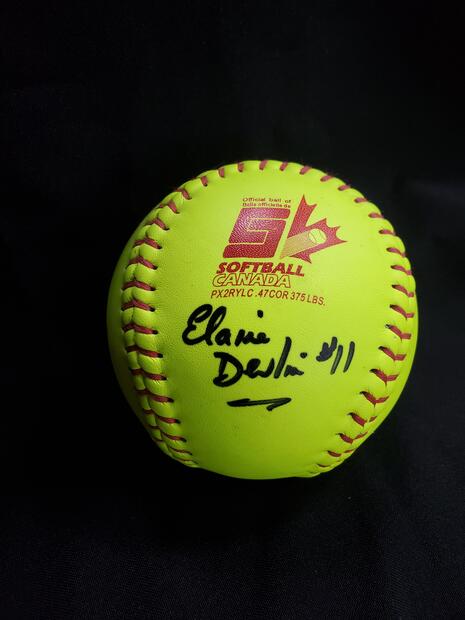 Official ball of
Balle officielle de
SOFTBALL
CANADA
PX2RYLC .47COR 375 LBS.
Elaine
Devlin #11